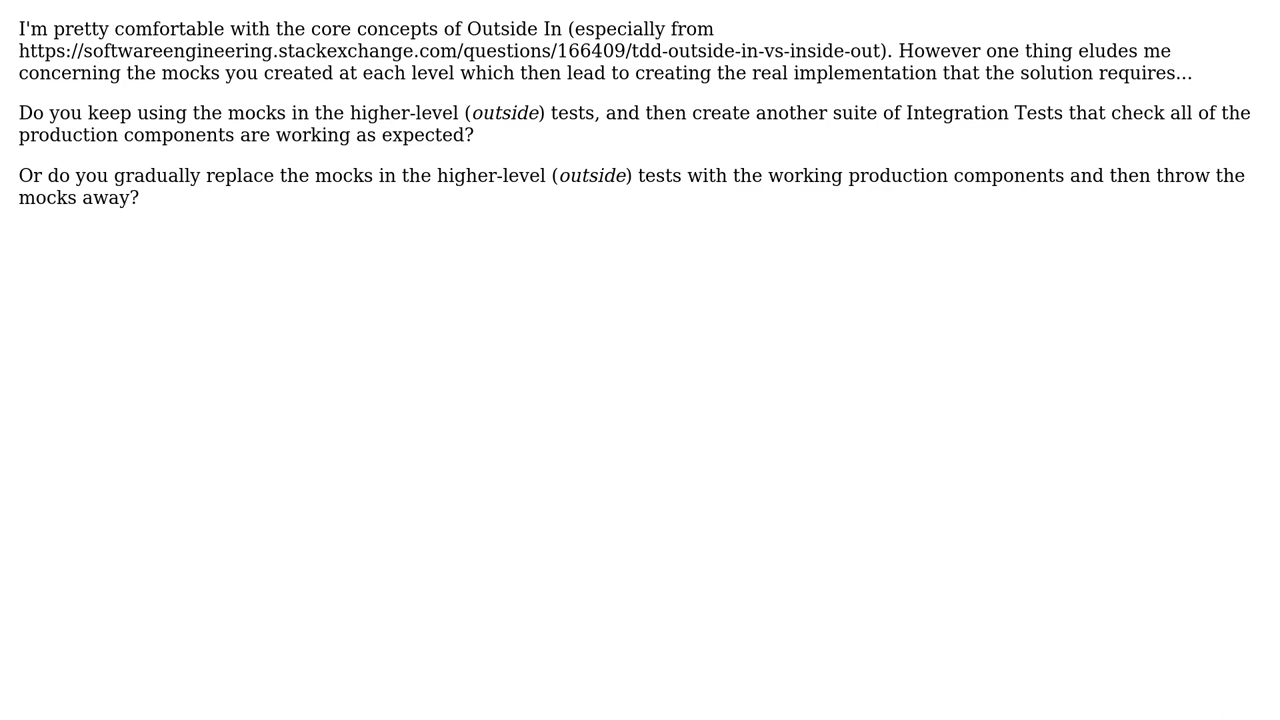 I'm pretty comfortable with the core concepts of Outside In (especially from
https://softwareengineering.stackexchange.com/questions/166409/tdd-outside-in-vs-inside-out). However one thing eludes me
concerning the mocks you created at each level which then lead to creating the real implementation that the solution requires...
Do you keep using the mocks in the higher-level (outside) tests, and then create another suite of Integration Tests that check all of the
production components are working as expected?
Or do you gradually replace the mocks in the higher-level (outside) tests with the working production components and then throw the
mocks away?